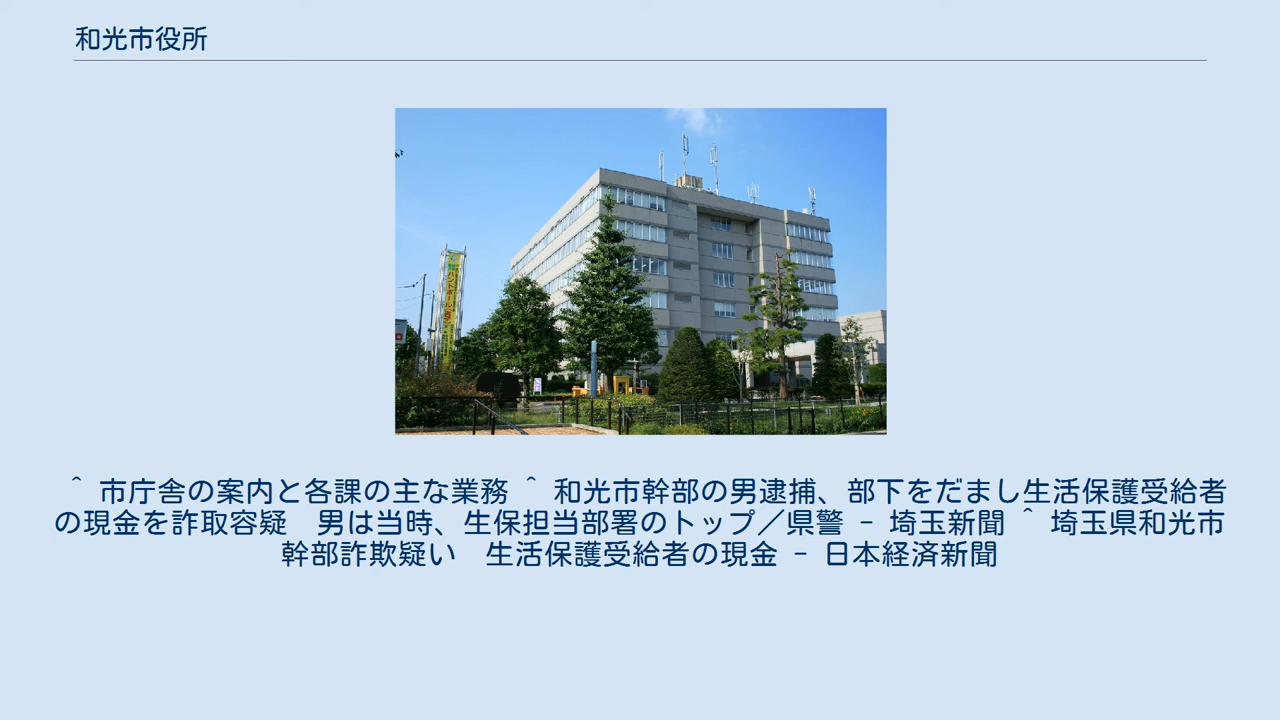 和光市役所
^ 市庁舎の案内と各課の主な業務 ^ 和光市幹部の男逮捕、部下をだまし生活保護受給者
の現金を詐取容疑　男は当時、生保担当部署のトップ／県警 - 埼玉新聞 ^ 埼玉県和光市
幹部詐欺疑い　生活保護受給者の現金 - 日本経済新聞